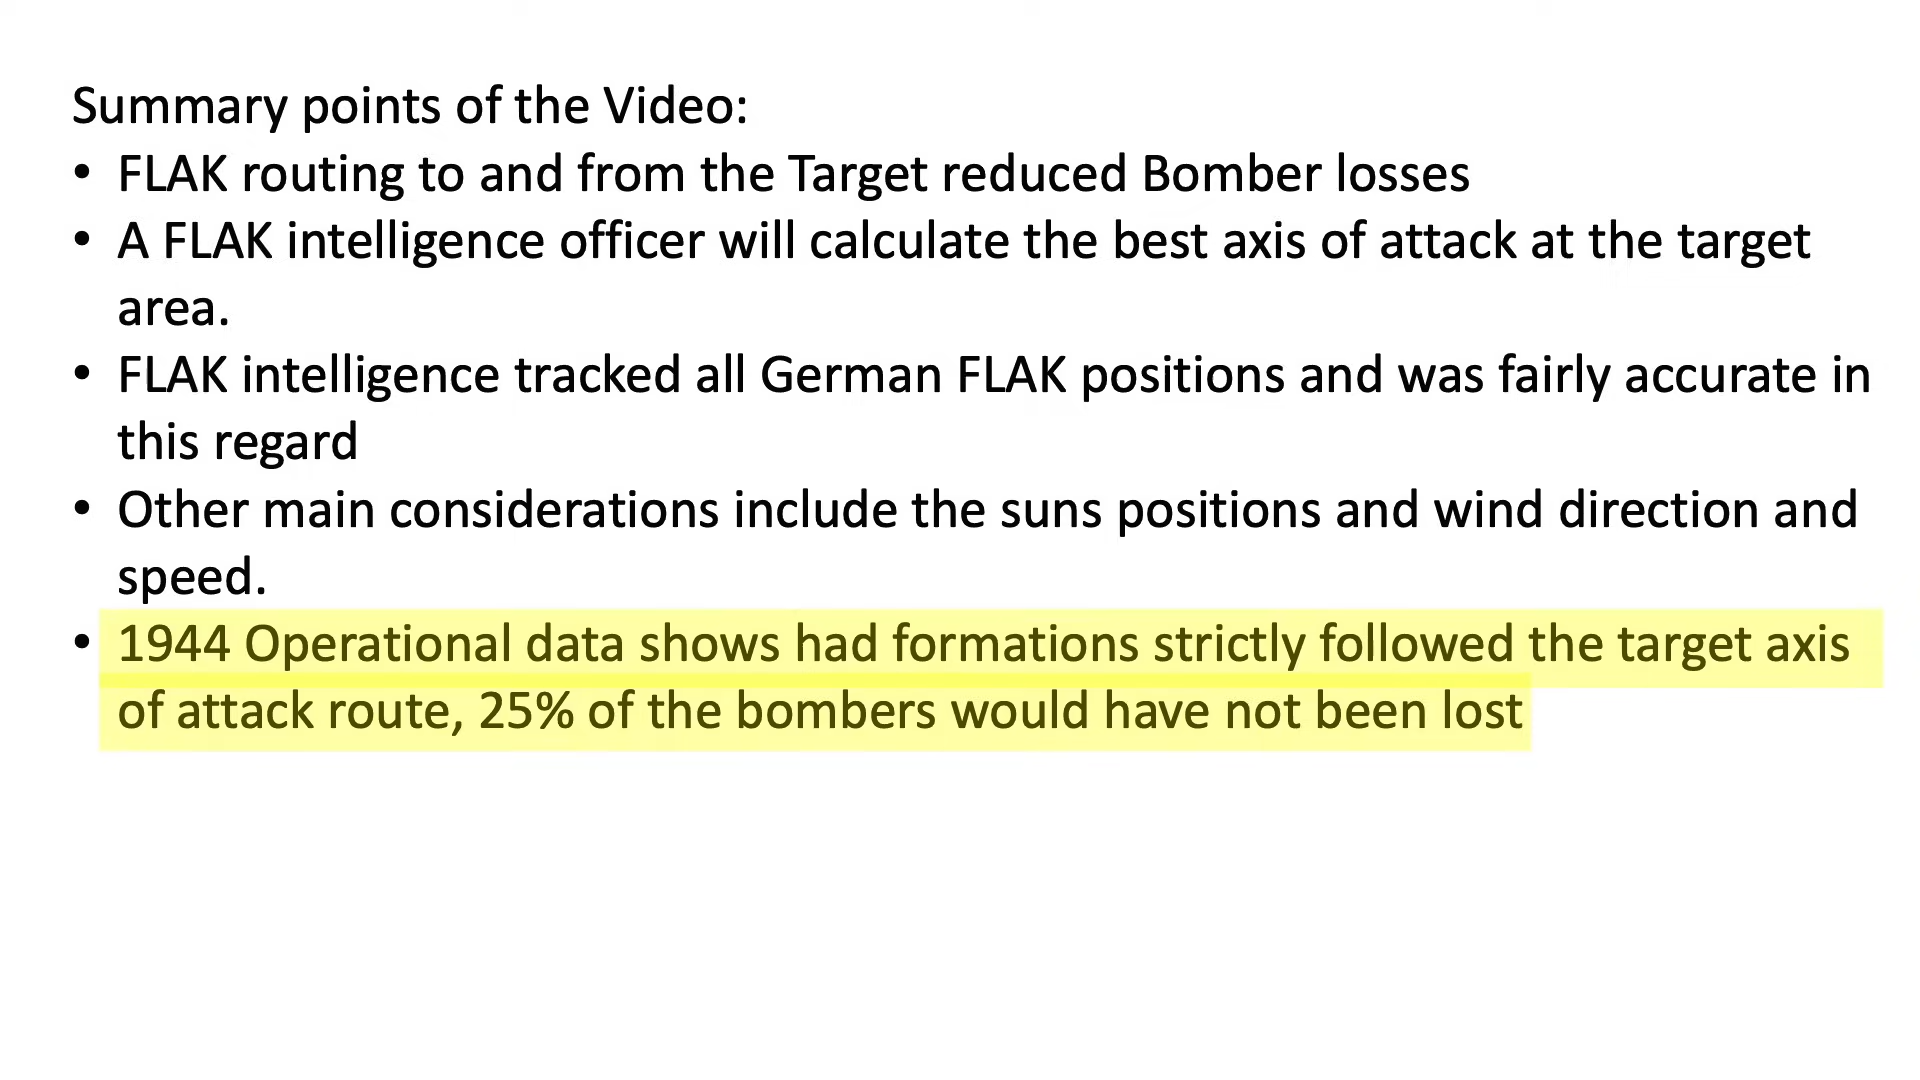 Summary points of the Video:
• FLAK routing to and from the Target reduced Bomber losses
• A FLAK intelligence officer will calculate the best axis of attack at the target
area.
• FLAK intelligence tracked all German FLAK positions and was fairly accurate in
this regard
• Other main considerations include the suns positions and wind direction and
speed.
• 1944 Operational data shows had formations strictly followed the target axis
of attack route, 25% of the bombers would have not been lost